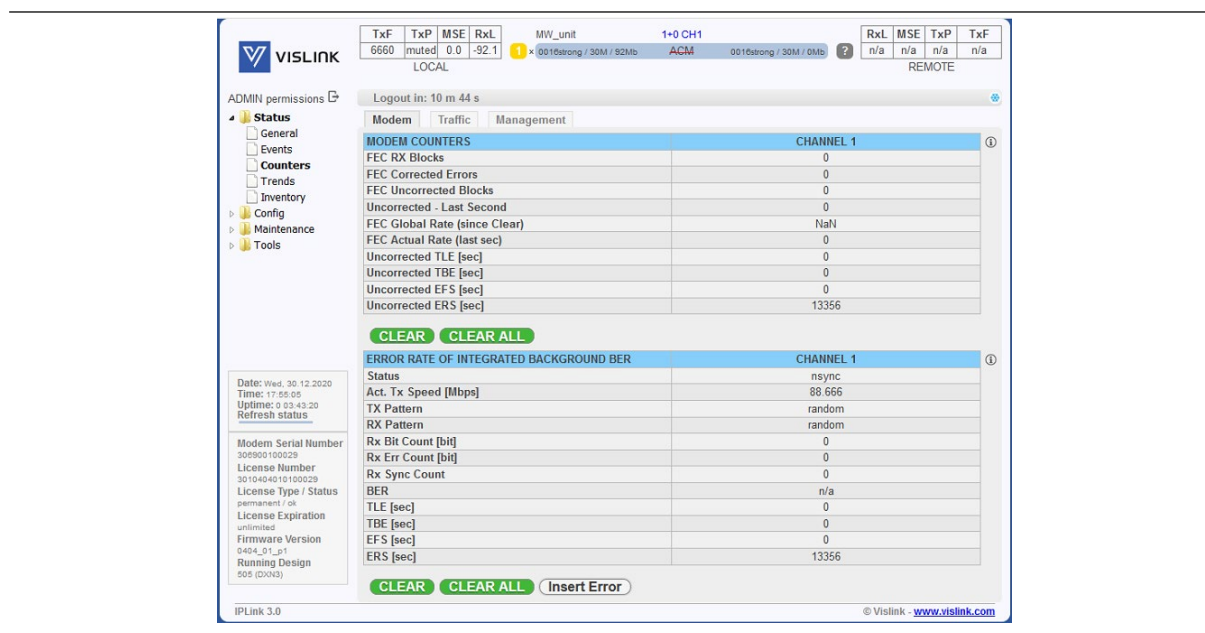 TxF TxP MSE RxL MW_unit 1+0 CH1 RxL MSE TxP TxF
6660 muted 0.0 -92.1 1 × 0016strong / 30M / 92Mb ACM 0016strong / 30M / 0Mb ? n/a n/a n/a n/a
LOCAL REMOTE
VISLINK
ADMIN permissions
Logout in: 10 m 44 s
Status
General
Events
Counters
Trends
Inventory
Config
Maintenance
Tools
Modem Traffic Management
MODEM COUNTERS CHANNEL 1
FEC RX Blocks 0
FEC Corrected Errors 0
FEC Uncorrected Blocks 0
Uncorrected - Last Second 0
FEC Global Rate (since Clear) NaN
FEC Actual Rate (last sec) 0
Uncorrected TLE [sec] 0
Uncorrected TBE [sec] 0
Uncorrected EFS [sec] 0
Uncorrected ERS [sec] 13356
CLEAR CLEAR ALL
ERROR RATE OF INTEGRATED BACKGROUND BER CHANNEL 1
Status nsync
Act. Tx Speed [Mbps] 88.666
TX Pattern random
RX Pattern random
Rx Bit Count [bit] 0
Rx Err Count [bit] 0
Rx Sync Count 0
BER n/a
TLE [sec] 0
TBE [sec] 0
EFS [sec] 0
ERS [sec] 13356
CLEAR CLEAR ALL Insert Error
Date: Wed, 30.12.2020
Time: 17:55:05
Uptime: 0 03:43:20
Refresh status
Modem Serial Number
306900100029
License Number
3010404010100029
License Type / Status
permanent / ok
License Expiration
unlimited
Firmware Version
0404_01_p1
Running Design
505 (DXN3)
IPLink 3.0
© Vislink - www.vislink.com